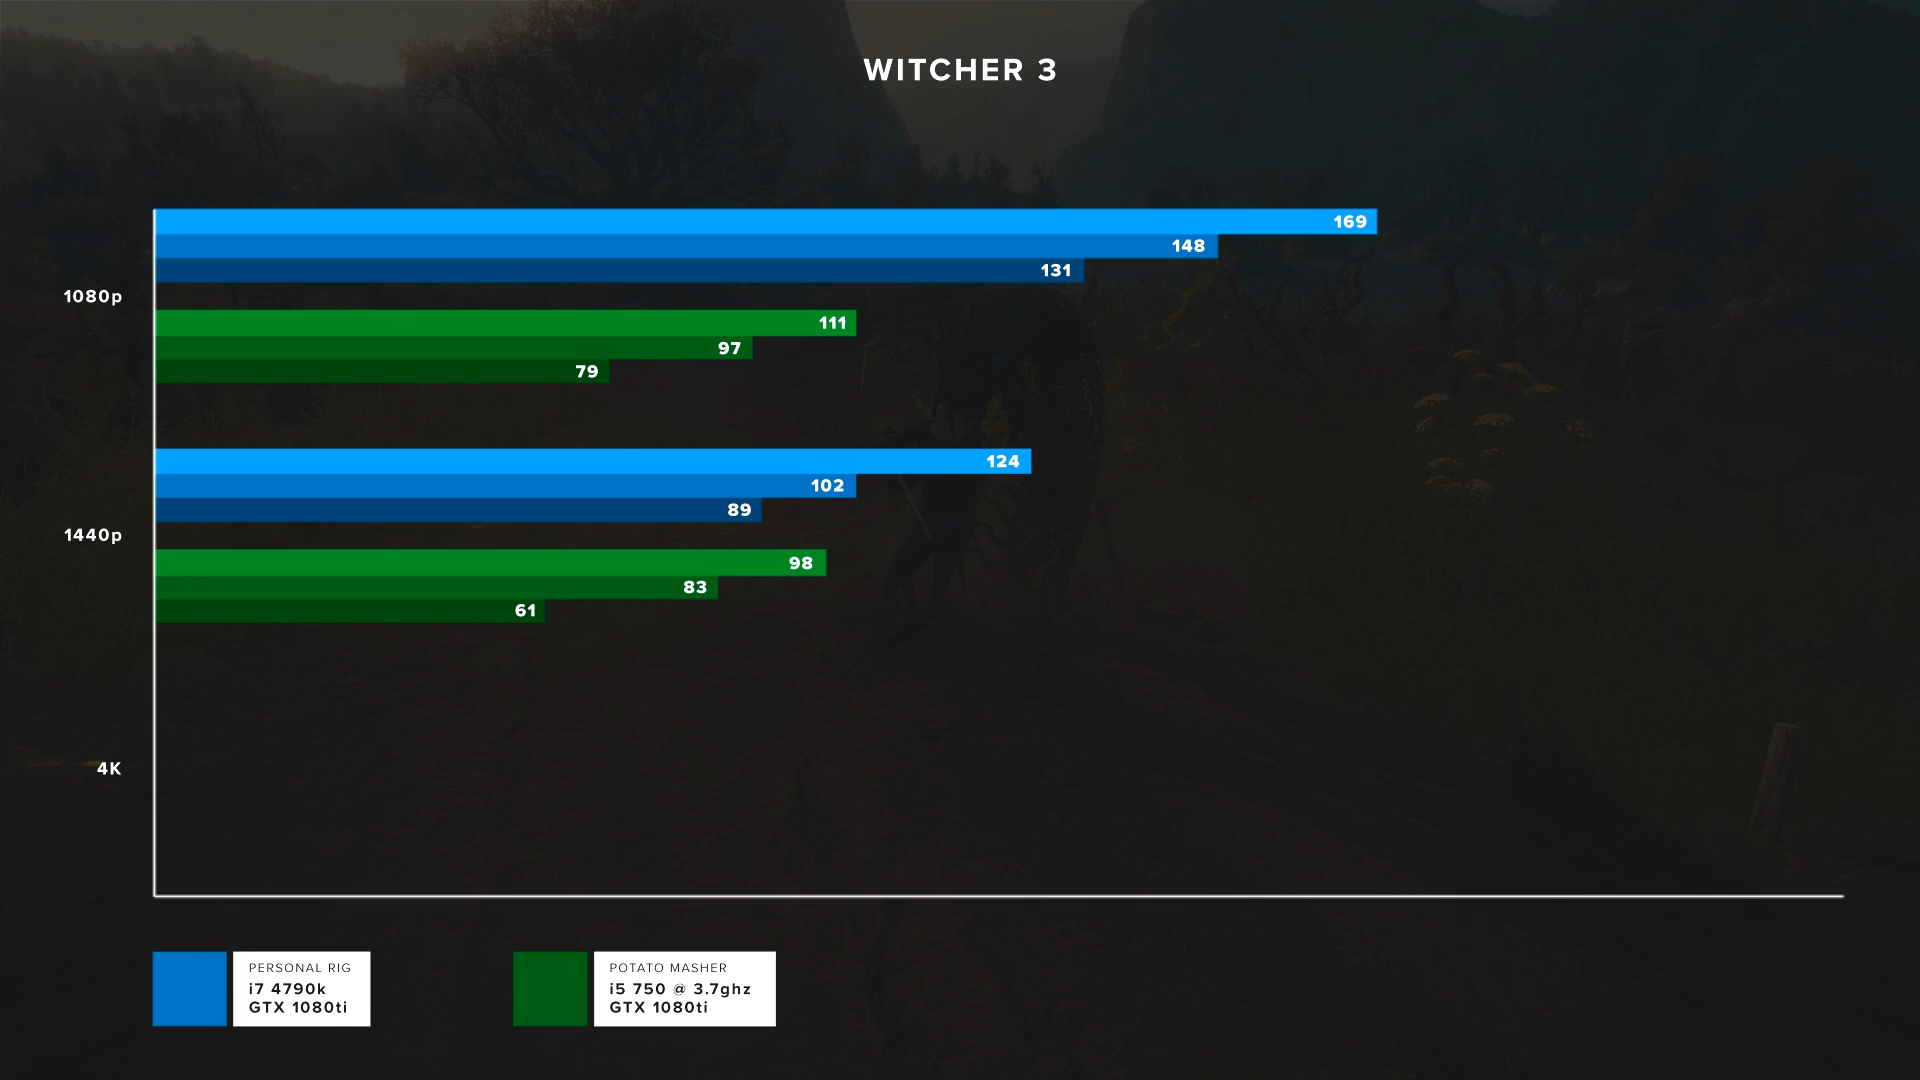 WITCHER 3
169
148
131
1080p
111
97
79
124
102
89
1440p
98
83
61
4K
PERSONAL RIG
i7 4790k
GTX 1080ti
POTATO MASHER
i5 750 @ 3.7ghz
GTX 1080ti